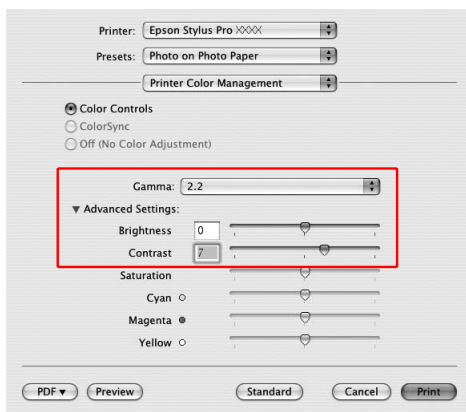 Printer: Epson Stylus Pro XXXX
Presets: Photo on Photo Paper
Printer Color Management
Color Controls
ColorSync
Off (No Color Adjustment)
Gamma: 2.2
Advanced Settings:
Brightness 0
Contrast 7
Saturation
Cyan
Magenta
Yellow
PDF Preview Standard Cancel Print